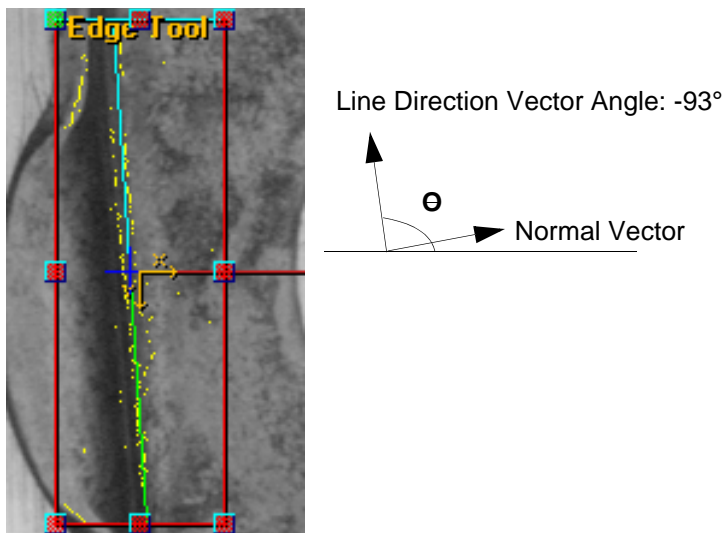 Edge Tool
Line Direction Vector Angle: -93°
Θ
Normal Vector
X